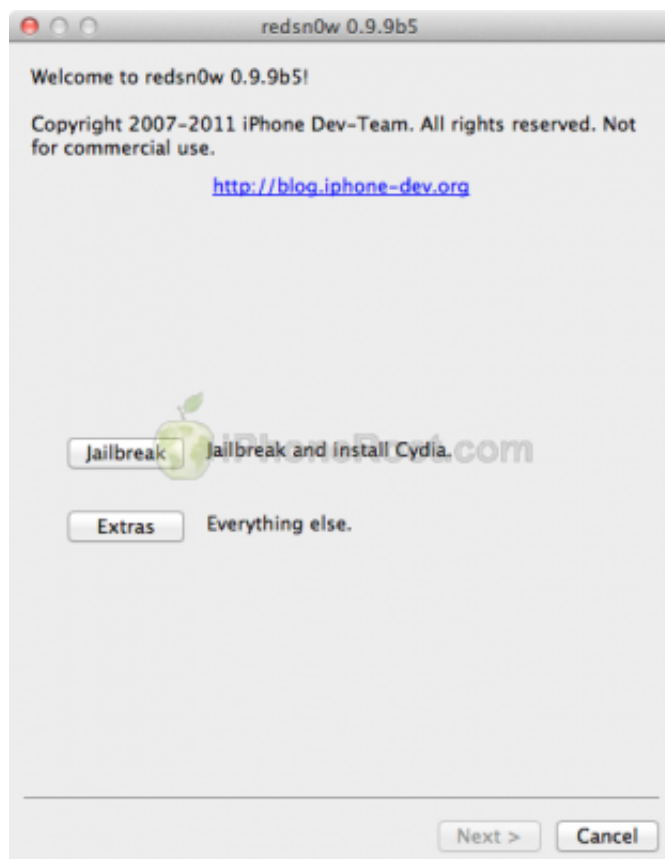 redsn0w 0.9.9b5
Welcome to redsn0w 0.9.9b5!
Copyright 2007-2011 iPhone Dev-Team. All rights reserved. Not
for commercial use.
http://blog.iphone-dev.org
Jailbreak
Jailbreak and install Cydia.
iPhoneRoot.com
Extras
Everything else.
Next >
Cancel